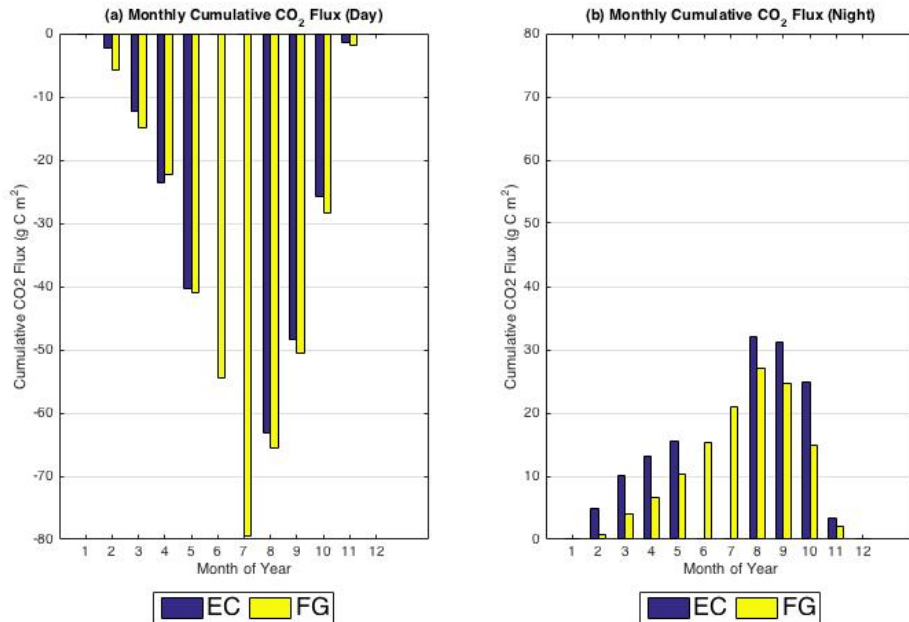 (a) Monthly Cumulative CO₂ Flux (Day)
0
-10
-20
-30
-40
-50
-60
-70
-80
Cumulative CO2 Flux (g C m²)
1 2 3 4 5 6 7 8 9 10 11 12
Month of Year
EC FG
(b) Monthly Cumulative CO₂ Flux (Night)
80
70
60
50
40
30
20
10
0
Cumulative CO2 Flux (g C m²)
1 2 3 4 5 6 7 8 9 10 11 12
Month of Year
EC FG